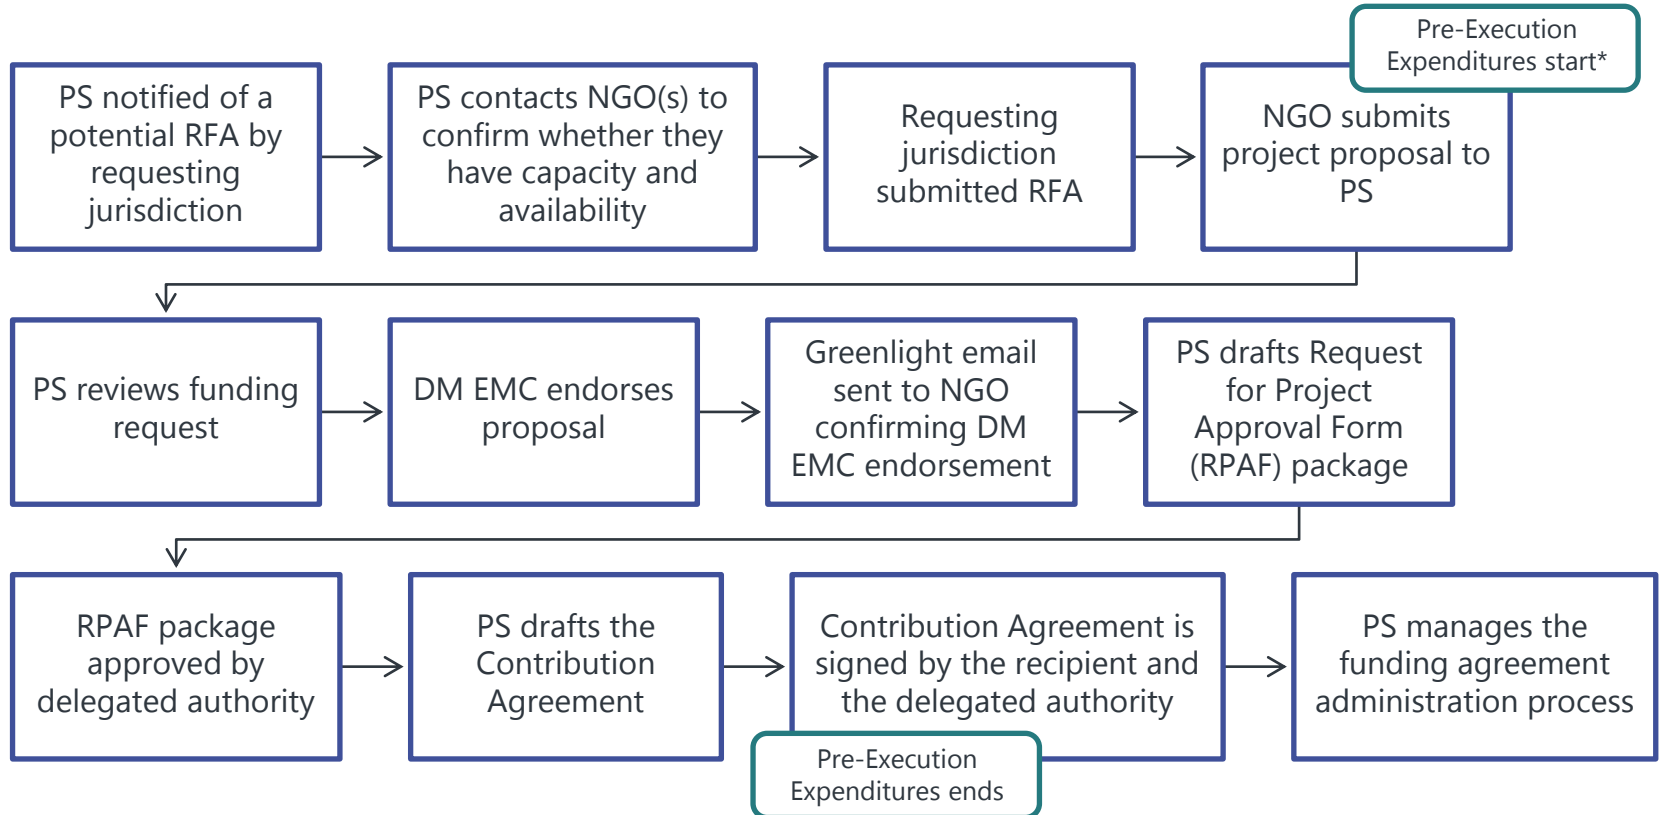 Pre-Execution
Expenditures start*
PS notified of a
potential RFA by
requesting
jurisdiction
PS contacts NGO(s) to
confirm whether they
have capacity and
availability
Requesting
jurisdiction
submitted RFA
NGO submits
project proposal to
PS
PS reviews funding
request
DM EMC endorses
proposal
Greenlight email
sent to NGO
confirming DM
EMC endorsement
PS drafts Request
for Project
Approval Form
(RPAF) package
RPAF package
approved by
delegated authority
PS drafts the
Contribution
Agreement
Contribution Agreement is
signed by the recipient and
the delegated authority
Pre-Execution
Expenditures ends
PS manages the
funding agreement
administration process